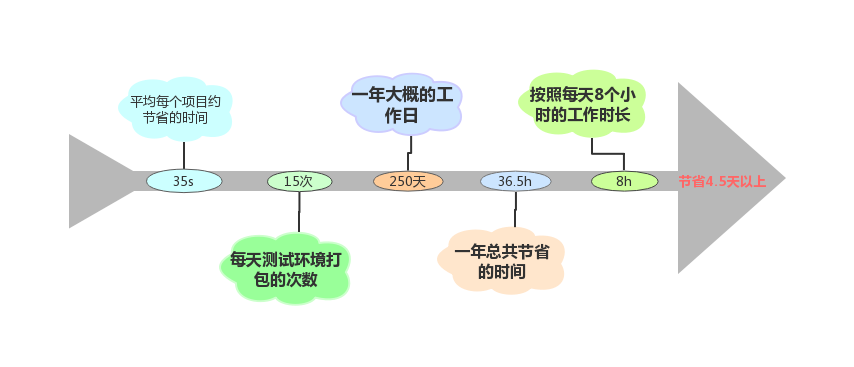 平均每个项目约
节省的时间
一年大概的工
作日
按照每天8个小
时的工作时长
35s
15次
250天
36.5h
8h
节省4.5天以上
每天测试环境打
包的次数
一年总共节省
的时间